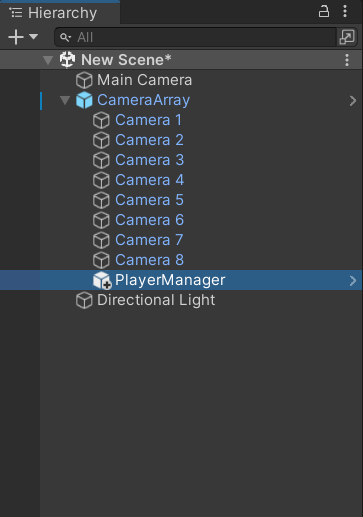 Hierarchy
All
New Scene*
Main Camera
CameraArray
Camera 1
Camera 2
Camera 3
Camera 4
Camera 5
Camera 6
Camera 7
Camera 8
PlayerManager
Directional Light